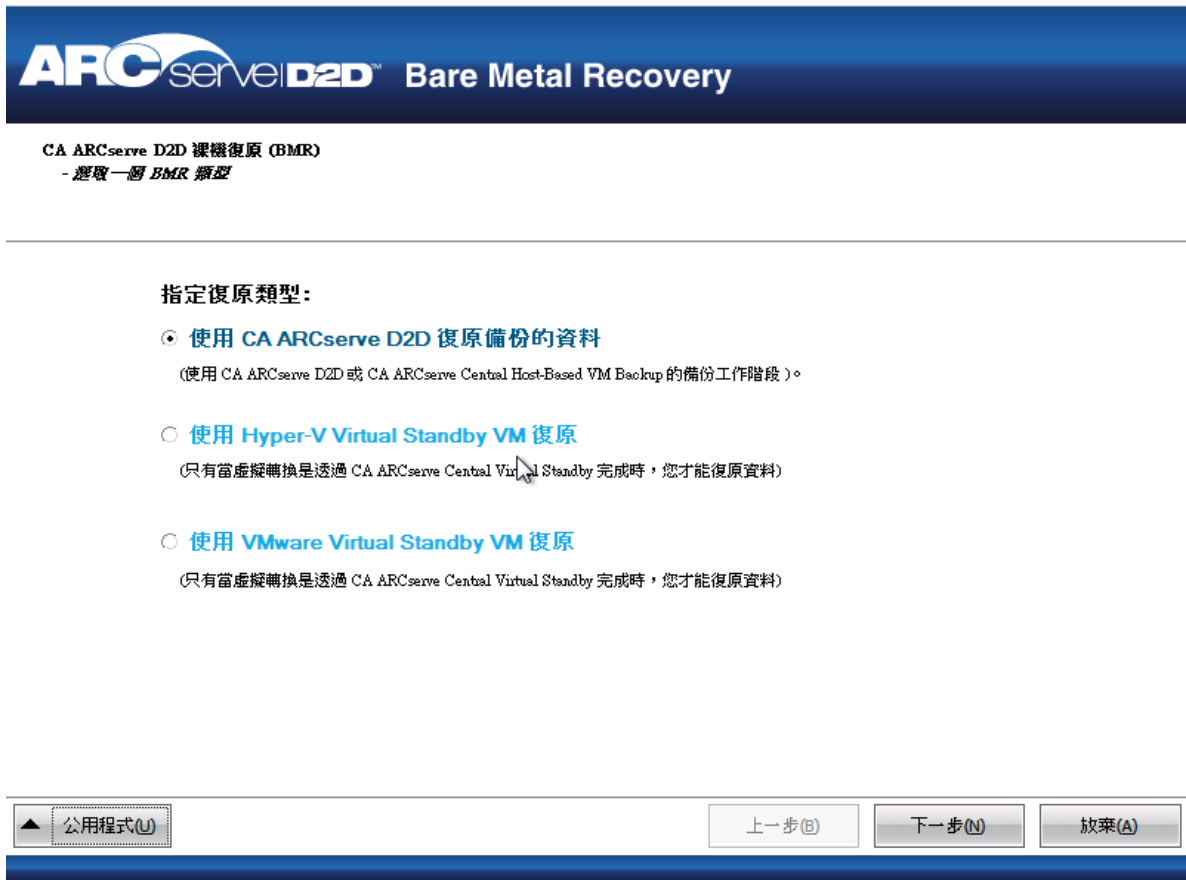 ARCserve D2D™ Bare Metal Recovery
CA ARCserve D2D 裸機復原 (BMR)
- 選取一個 BMR 類型
指定復原類型:
使用 CA ARCserve D2D 復原備份的資料
(使用 CA ARCserve D2D 或 CA ARCserve Central Host-Based VM Backup 的備份工作階段)。
使用 Hyper-V Virtual Standby VM 復原
(只有當虛擬轉換是透過 CA ARCserve Central Virtual Standby 完成時，您才能復原資料)
使用 VMware Virtual Standby VM 復原
(只有當虛擬轉換是透過 CA ARCserve Central Virtual Standby 完成時，您才能復原資料)
公用程式(U) 上一步(B) 下一步(N) 放棄(A)